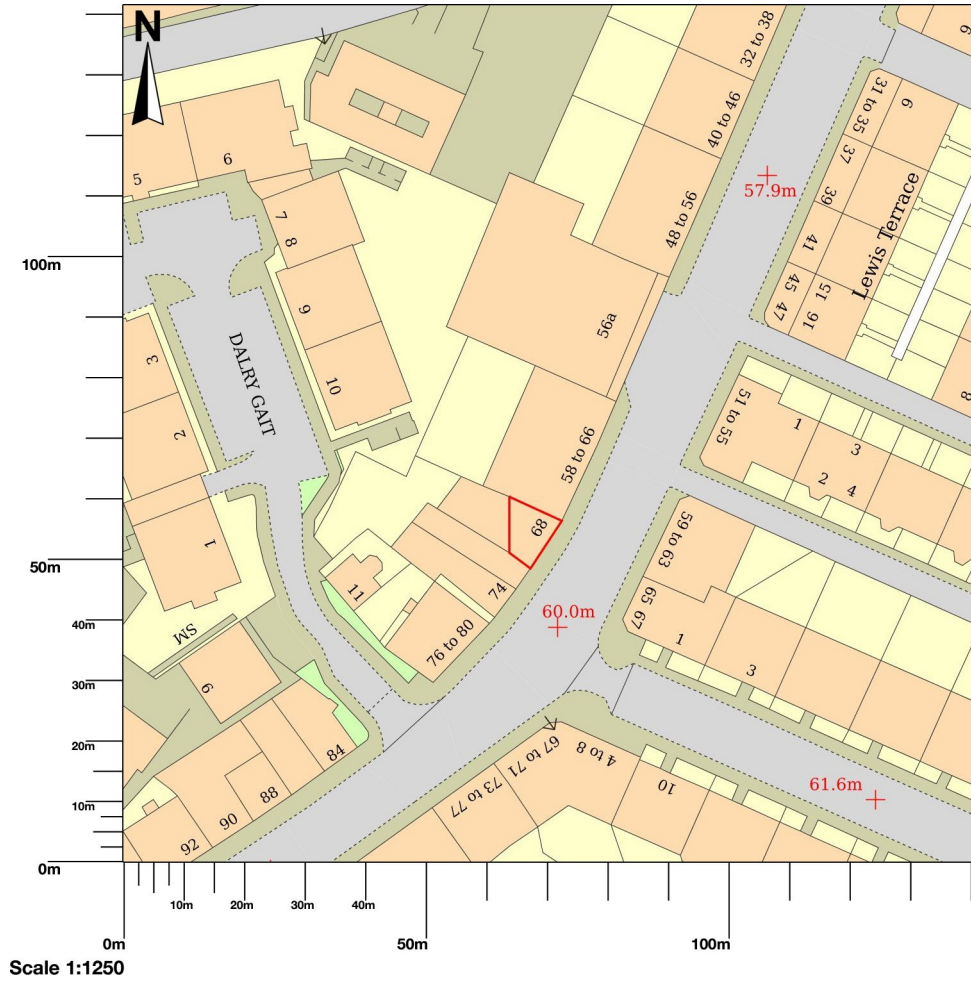 N
32 to 38
40 to 46
31 to 35
6
37
39
5
6
57.9m
48 to 56
Lewis Terrace
7
8
41
45
15
47
16
100m
9
56a
3
DALRY GAIT
10
8
51 to 55
1
3
2
58 to 66
2
4
68
59 to 63
1
50m
11
74
65
67
60.0m
40m
1
SM
76 to 80
3
30m
9
67 to 71
4 to 8
20m
84
73 to 77
10
61.6m
88
10m
90
92
0m
10m
20m
30m
40m
0m
50m
100m
Scale 1:1250